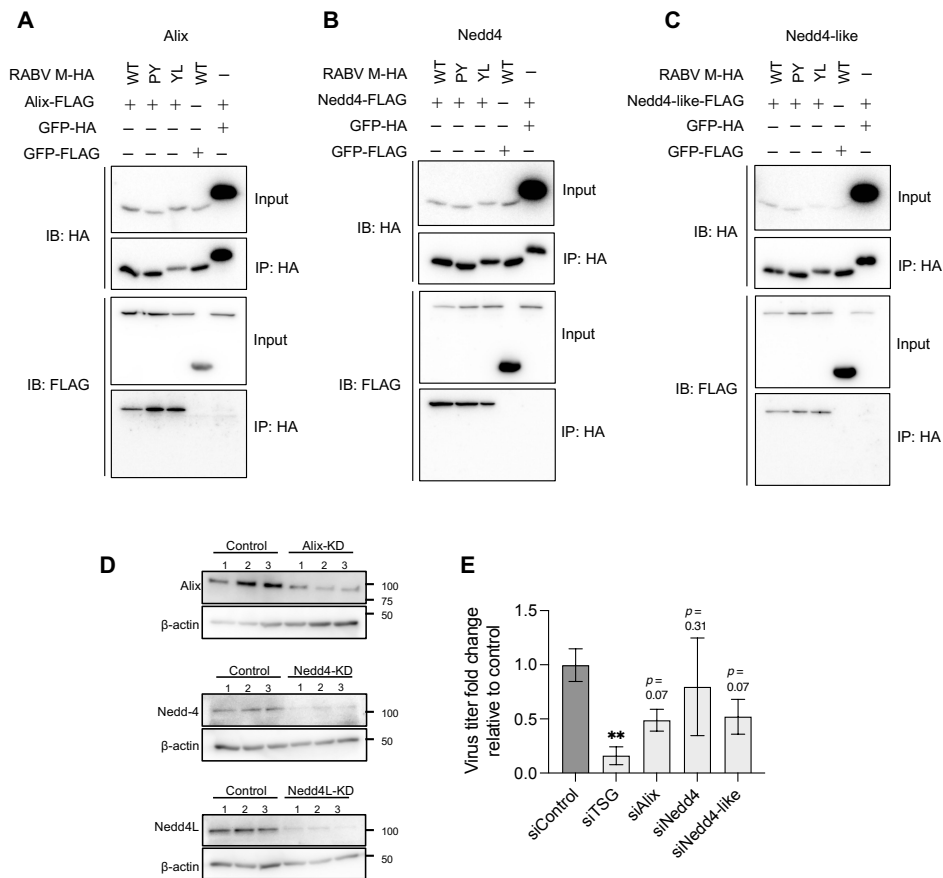 A
Alix
RABV M-HA WT PY YL WT –
Alix-FLAG + + + – +
GFP-HA – – – – +
GFP-FLAG – – – + –
IB: HA
Input
IP: HA
IB: FLAG
Input
IP: HA
B
Nedd4
RABV M-HA WT PY YL WT –
Nedd4-FLAG + + + – +
GFP-HA – – – – +
GFP-FLAG – – – + –
IB: HA
Input
IP: HA
IB: FLAG
Input
IP: HA
C
Nedd4-like
RABV M-HA WT PY YL WT –
Nedd4-like-FLAG + + + – +
GFP-HA – – – – +
GFP-FLAG – – – + –
IB: HA
Input
IP: HA
IB: FLAG
Input
IP: HA
D
Control Alix-KD
1 2 3 1 2 3
Alix 100
75
β-actin 50
Control Nedd4-KD
1 2 3 1 2 3
Nedd-4 100
β-actin 50
Control Nedd4L-KD
1 2 3 1 2 3
Nedd4L 100
β-actin 50
E
Virus titer fold change
relative to control
1.5
1.0
0.5
0.0
**
p =
0.07
p =
0.31
p =
0.07
siControl
siTSG
siAlix
siNedd4
siNedd4-like